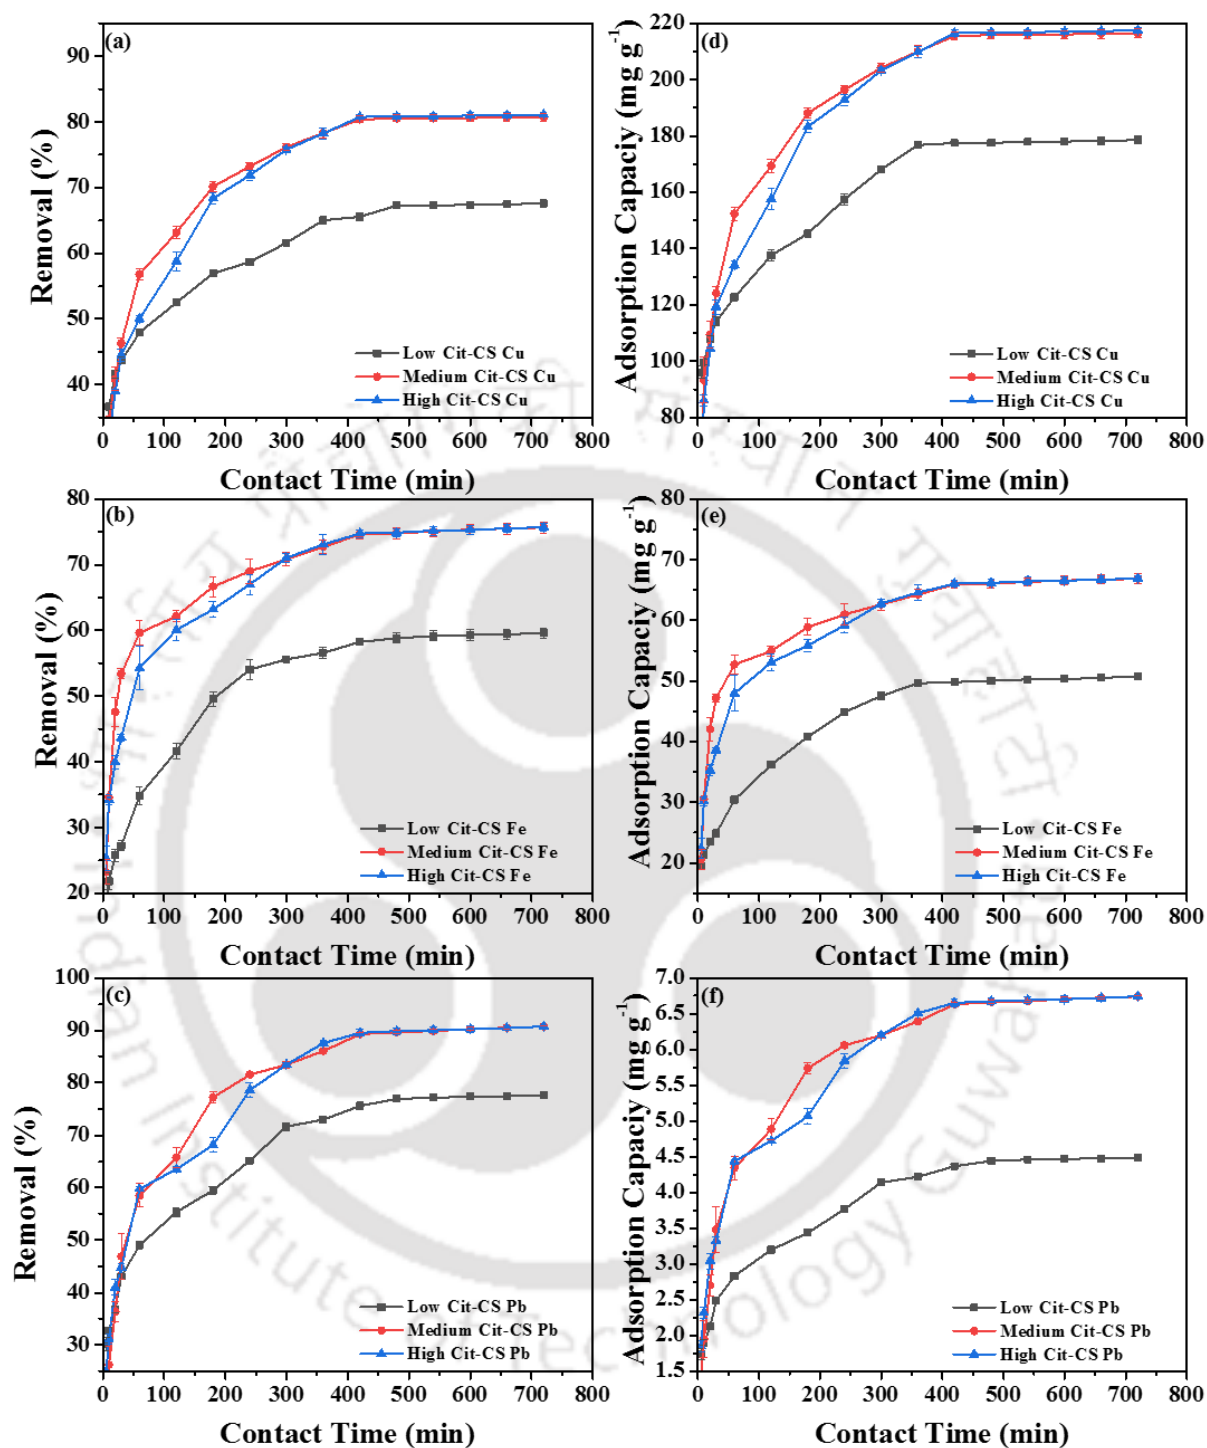 (a)
90
80
70
60
50
40
Removal (%)
Low Cit-CS Cu
Medium Cit-CS Cu
High Cit-CS Cu
0 100 200 300 400 500 600 700 800
Contact Time (min)
(d)
220
200
180
160
140
120
100
80
Adsorption Capaciy (mg g-1)
Low Cit-CS Cu
Medium Cit-CS Cu
High Cit-CS Cu
0 100 200 300 400 500 600 700 800
Contact Time (min)
(b)
80
70
60
50
40
30
20
Removal (%)
Low Cit-CS Fe
Medium Cit-CS Fe
High Cit-CS Fe
0 100 200 300 400 500 600 700 800
Contact Time (min)
(e)
80
70
60
50
40
30
20
Adsorption Capaciy (mg g-1)
Low Cit-CS Fe
Medium Cit-CS Fe
High Cit-CS Fe
0 100 200 300 400 500 600 700 800
Contact Time (min)
(c)
100
90
80
70
60
50
40
30
Removal (%)
Low Cit-CS Pb
Medium Cit-CS Pb
High Cit-CS Pb
0 100 200 300 400 500 600 700 800
Contact Time (min)
(f)
7.0
6.5
6.0
5.5
5.0
4.5
4.0
3.5
3.0
2.5
2.0
1.5
Adsorption Capaciy (mg g-1)
Low Cit-CS Pb
Medium Cit-CS Pb
High Cit-CS Pb
0 100 200 300 400 500 600 700 800
Contact Time (min)
Indian Institute of Technology Guwahati